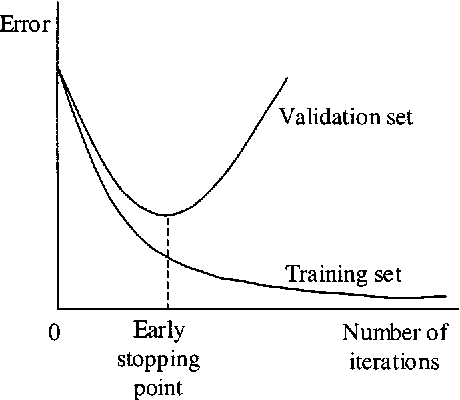 Error
Validation set
Training set
0
Early
stopping
point
Number of
iterations